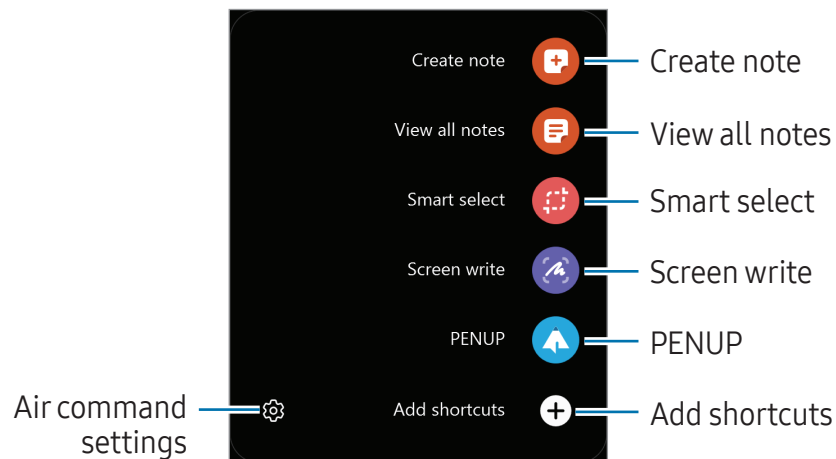 Create note Create note
View all notes View all notes
Smart select Smart select
Screen write Screen write
PENUP PENUP
Air command
settings
Add shortcuts Add shortcuts